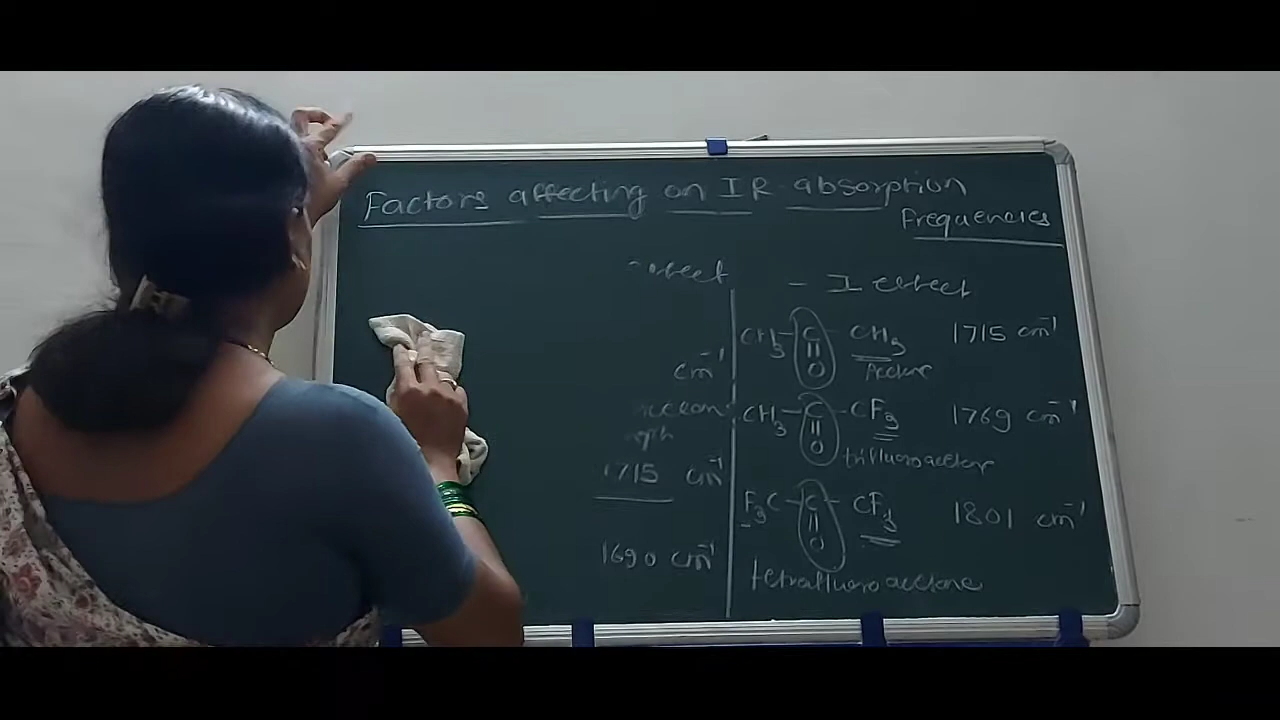 Factors affecting on IR absorption
Frequencies
effect
cm⁻¹
1715 cm⁻¹
1690 cm⁻¹
- I effect
CH₃-C-CH₃ 1715 cm⁻¹
||
O
Acetone
CH₃-C-CF₃ 1769 cm⁻¹
||
O
trifluoroacetone
F₃C-C-CF₃ 1801 cm⁻¹
||
O
tetrafluoroacetone